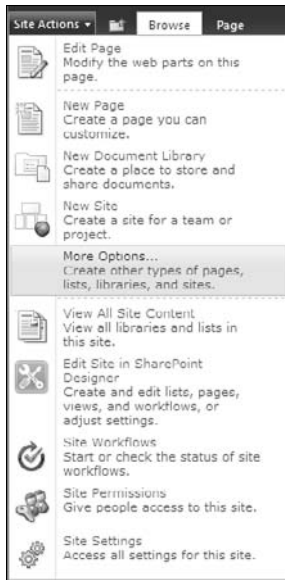 Site Actions Browse Page
Edit Page
Modify the web parts on this
page.
New Page
Create a page you can
customize.
New Document Library
Create a place to store and
share documents.
New Site
Create a site for a team or
project.
More Options...
Create other types of pages,
lists, libraries, and sites.
View All Site Content
View all libraries and lists in
this site.
Edit Site in SharePoint
Designer
Create and edit lists, pages,
views, and workflows, or
adjust settings.
Site Workflows
Start or check the status of site
workflows.
Site Permissions
Give people access to this site.
Site Settings
Access all settings for this site.